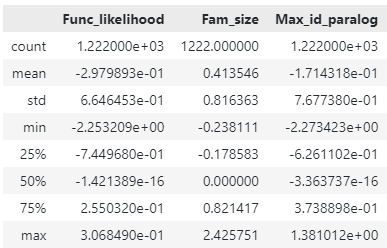 Func_likelihood Fam_size Max_id_paralog
count 1.222000e+03 1222.000000 1.222000e+03
mean -2.979893e-01 0.413546 -1.714318e-01
std 6.646453e-01 0.816363 7.677380e-01
min -2.253209e+00 -0.238111 -2.273423e+00
25% -7.449680e-01 -0.178583 -6.261102e-01
50% -1.421389e-16 0.000000 -3.363737e-16
75% 2.550320e-01 0.821417 3.738898e-01
max 3.068490e-01 2.425751 1.381012e+00